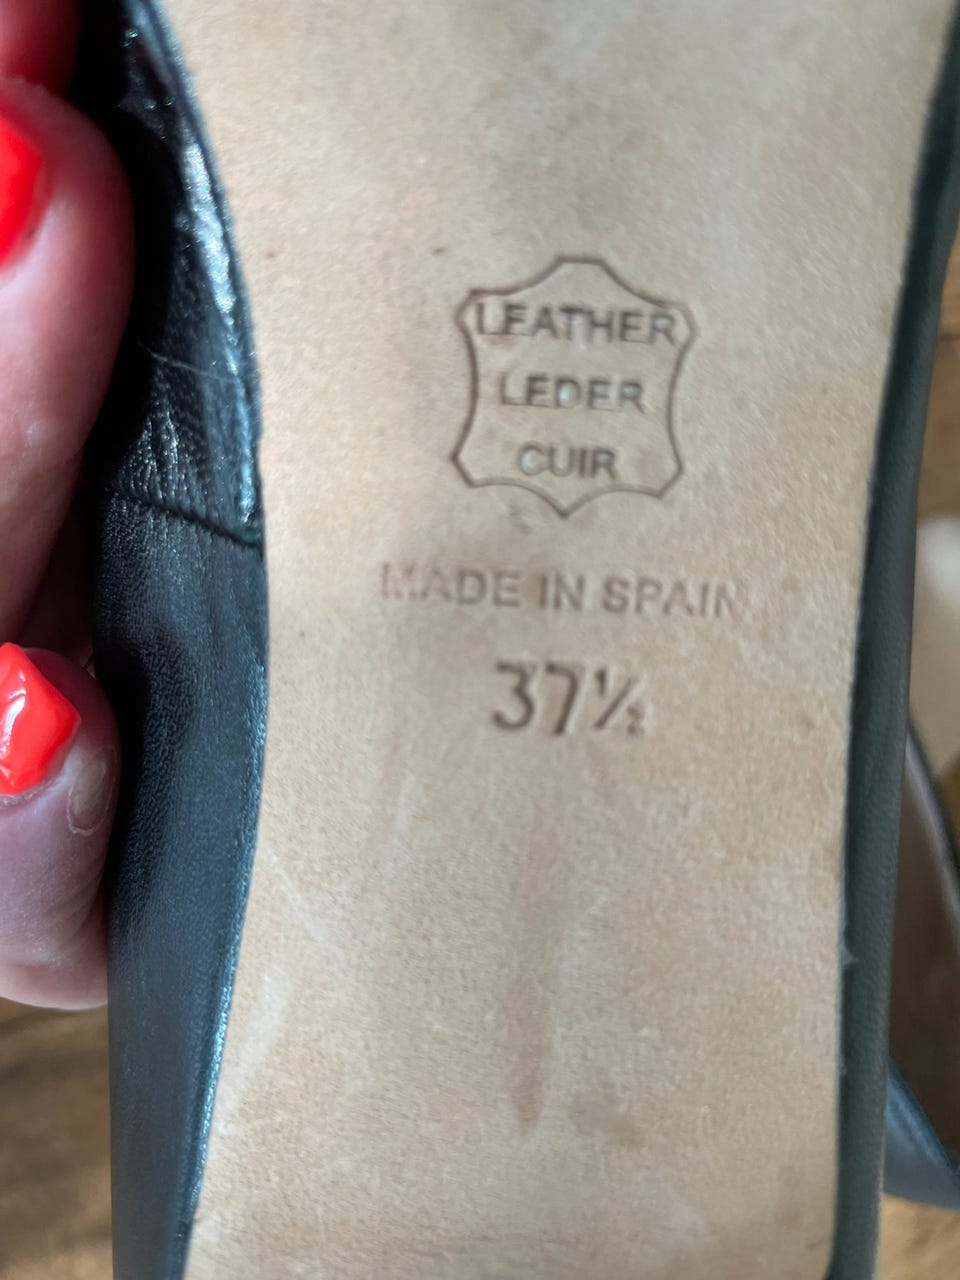 LEATHER
LEDER
CUIR
MADE IN SPAIN
37½